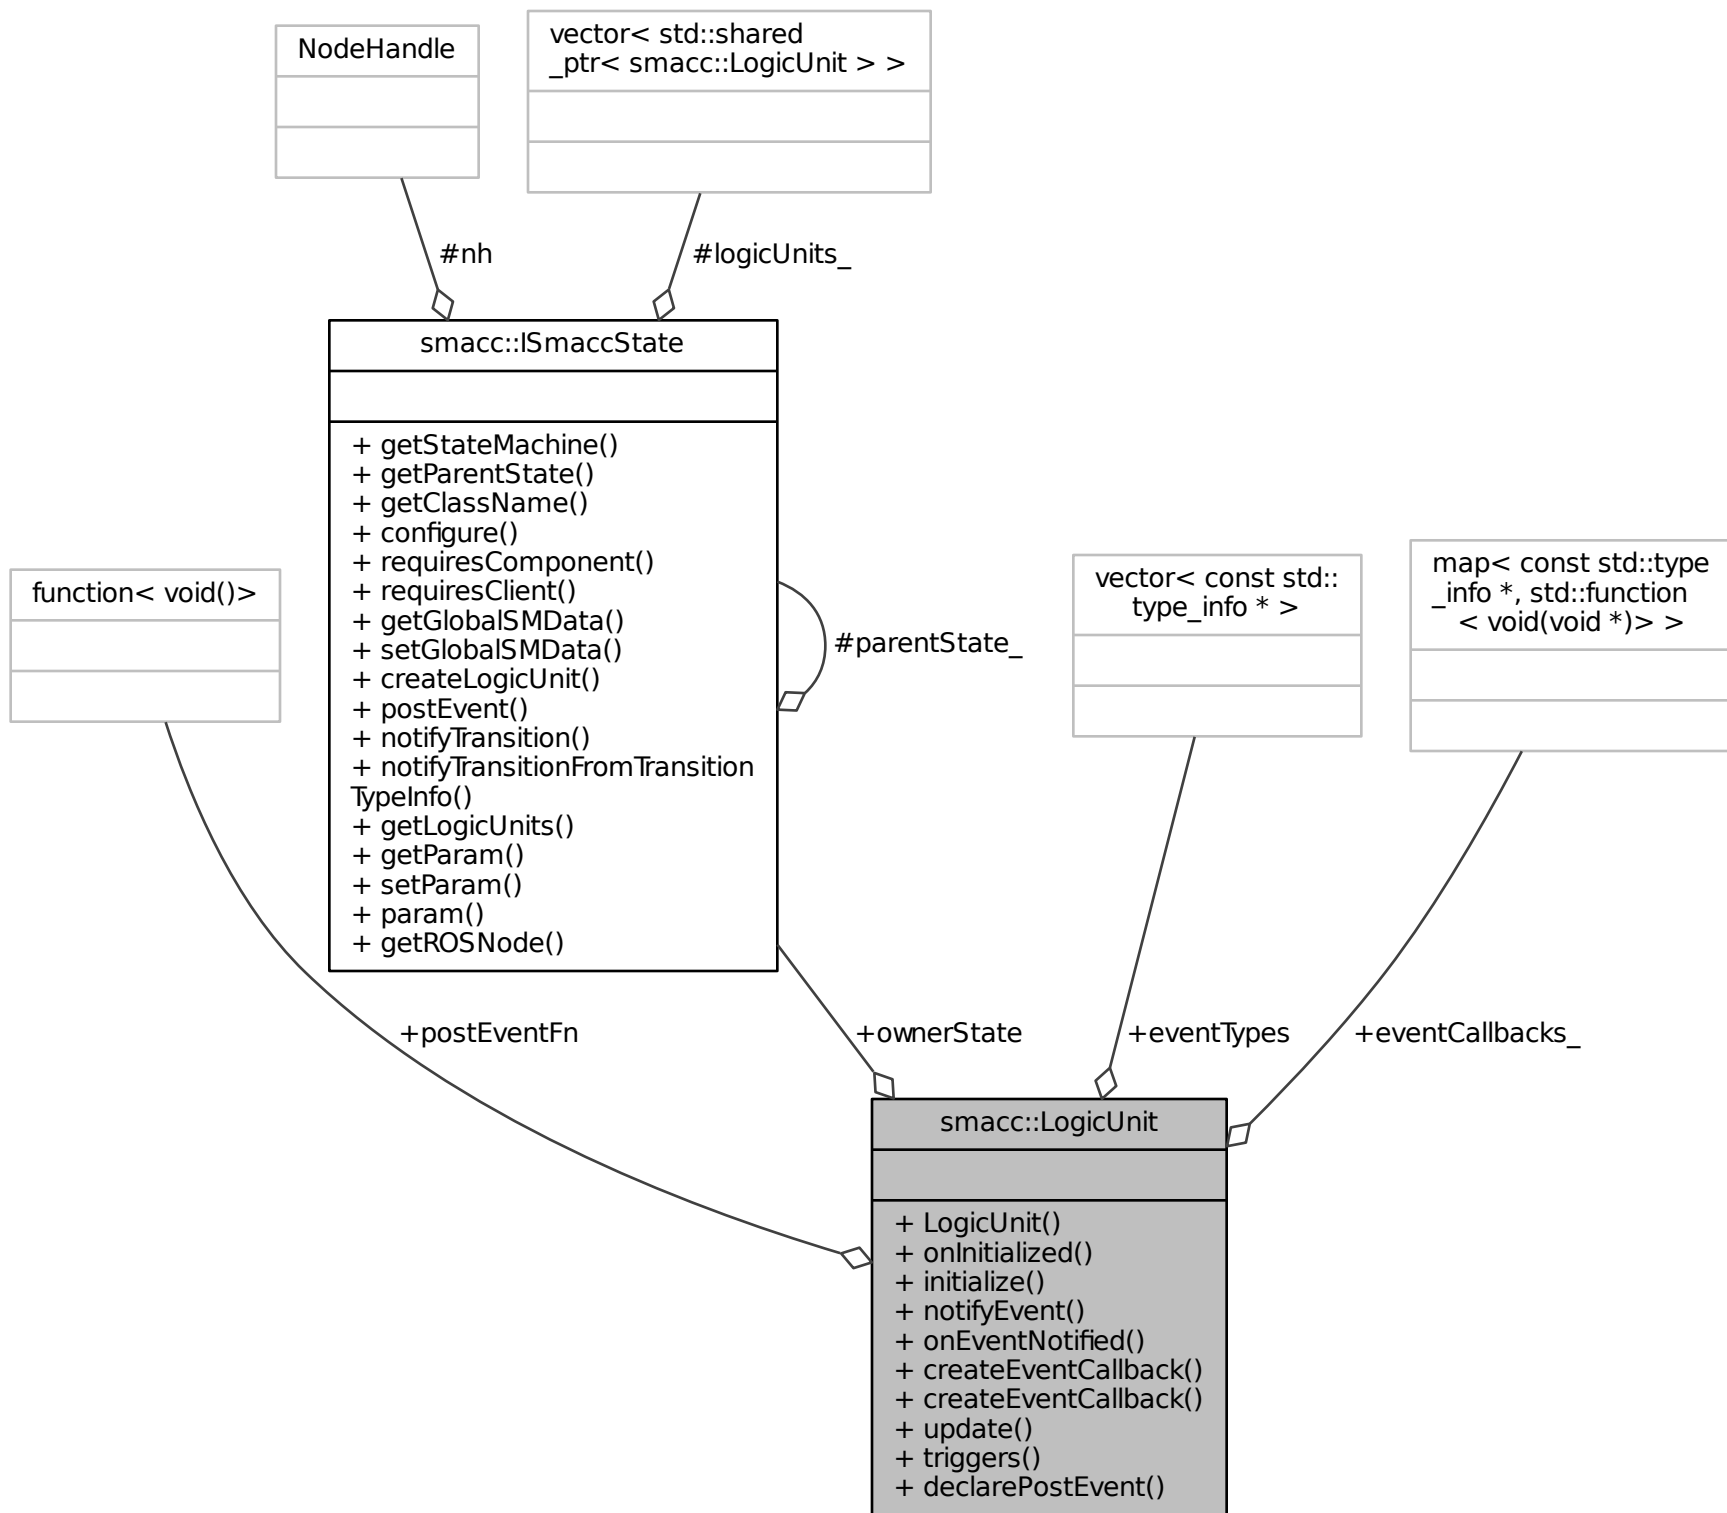 NodeHandle
vector< std::shared
_ptr< smacc::LogicUnit > >
#nh
#logicUnits_
smacc::ISmaccState
+ getStateMachine()
+ getParentState()
+ getClassName()
+ configure()
+ requiresComponent()
+ requiresClient()
+ getGlobalSMData()
+ setGlobalSMData()
+ createLogicUnit()
+ postEvent()
+ notifyTransition()
+ notifyTransitionFromTransition
TypeInfo()
+ getLogicUnits()
+ getParam()
+ setParam()
+ param()
+ getROSNode()
#parentState_
function< void()>
vector< const std::
type_info * >
map< const std::type
_info *, std::function
< void(void *)> >
+postEventFn
+ownerState
+eventTypes
+eventCallbacks_
smacc::LogicUnit
+ LogicUnit()
+ onInitialized()
+ initialize()
+ notifyEvent()
+ onEventNotified()
+ createEventCallback()
+ createEventCallback()
+ update()
+ triggers()
+ declarePostEvent()